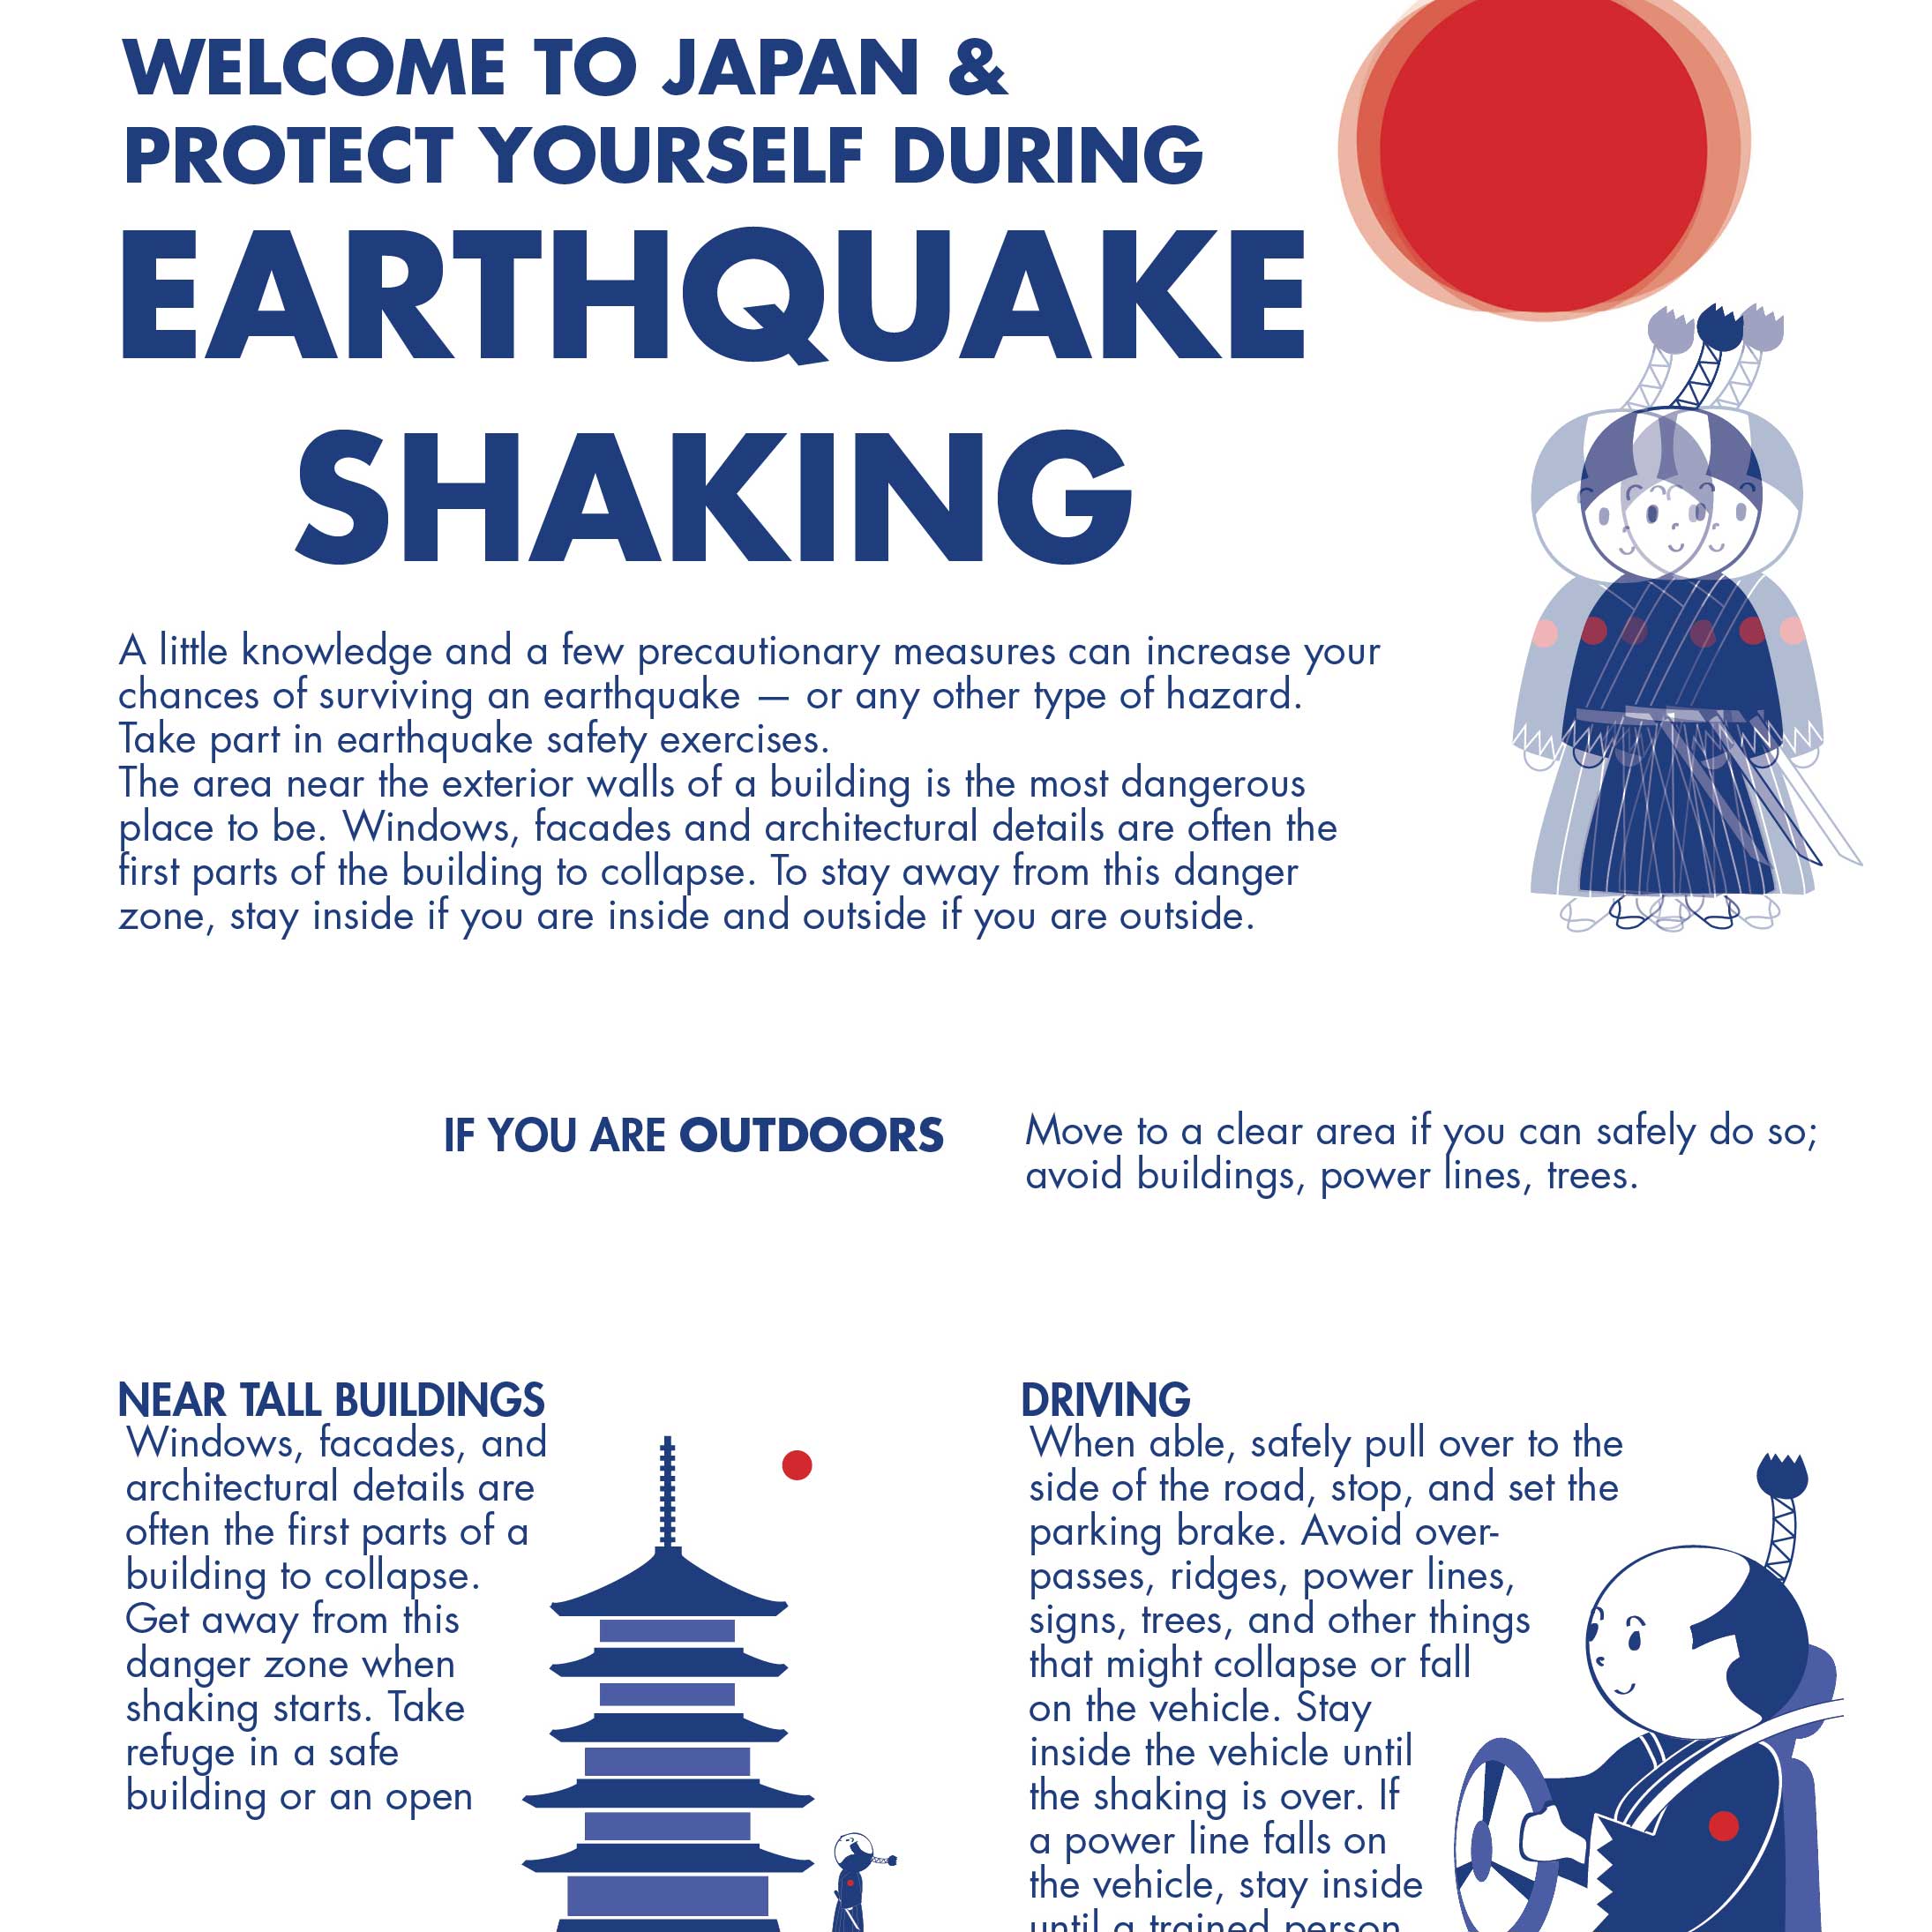 WELCOME TO JAPAN &
PROTECT YOURSELF DURING
EARTHQUAKE
SHAKING
A little knowledge and a few precautionary measures can increase your
chances of surviving an earthquake — or any other type of hazard.
Take part in earthquake safety exercises.
The area near the exterior walls of a building is the most dangerous
place to be. Windows, facades and architectural details are often the
first parts of the building to collapse. To stay away from this danger
zone, stay inside if you are inside and outside if you are outside.
IF YOU ARE OUTDOORS
Move to a clear area if you can safely do so;
avoid buildings, power lines, trees.
NEAR TALL BUILDINGS
Windows, facades, and
architectural details are
often the first parts of a
building to collapse.
Get away from this
danger zone when
shaking starts. Take
refuge in a safe
building or an open
DRIVING
When able, safely pull over to the
side of the road, stop, and set the
parking brake. Avoid over-
passes, ridges, power lines,
signs, trees, and other things
that might collapse or fall
on the vehicle. Stay
inside the vehicle until
the shaking is over. If
a power line falls on
the vehicle, stay inside
until a trained person